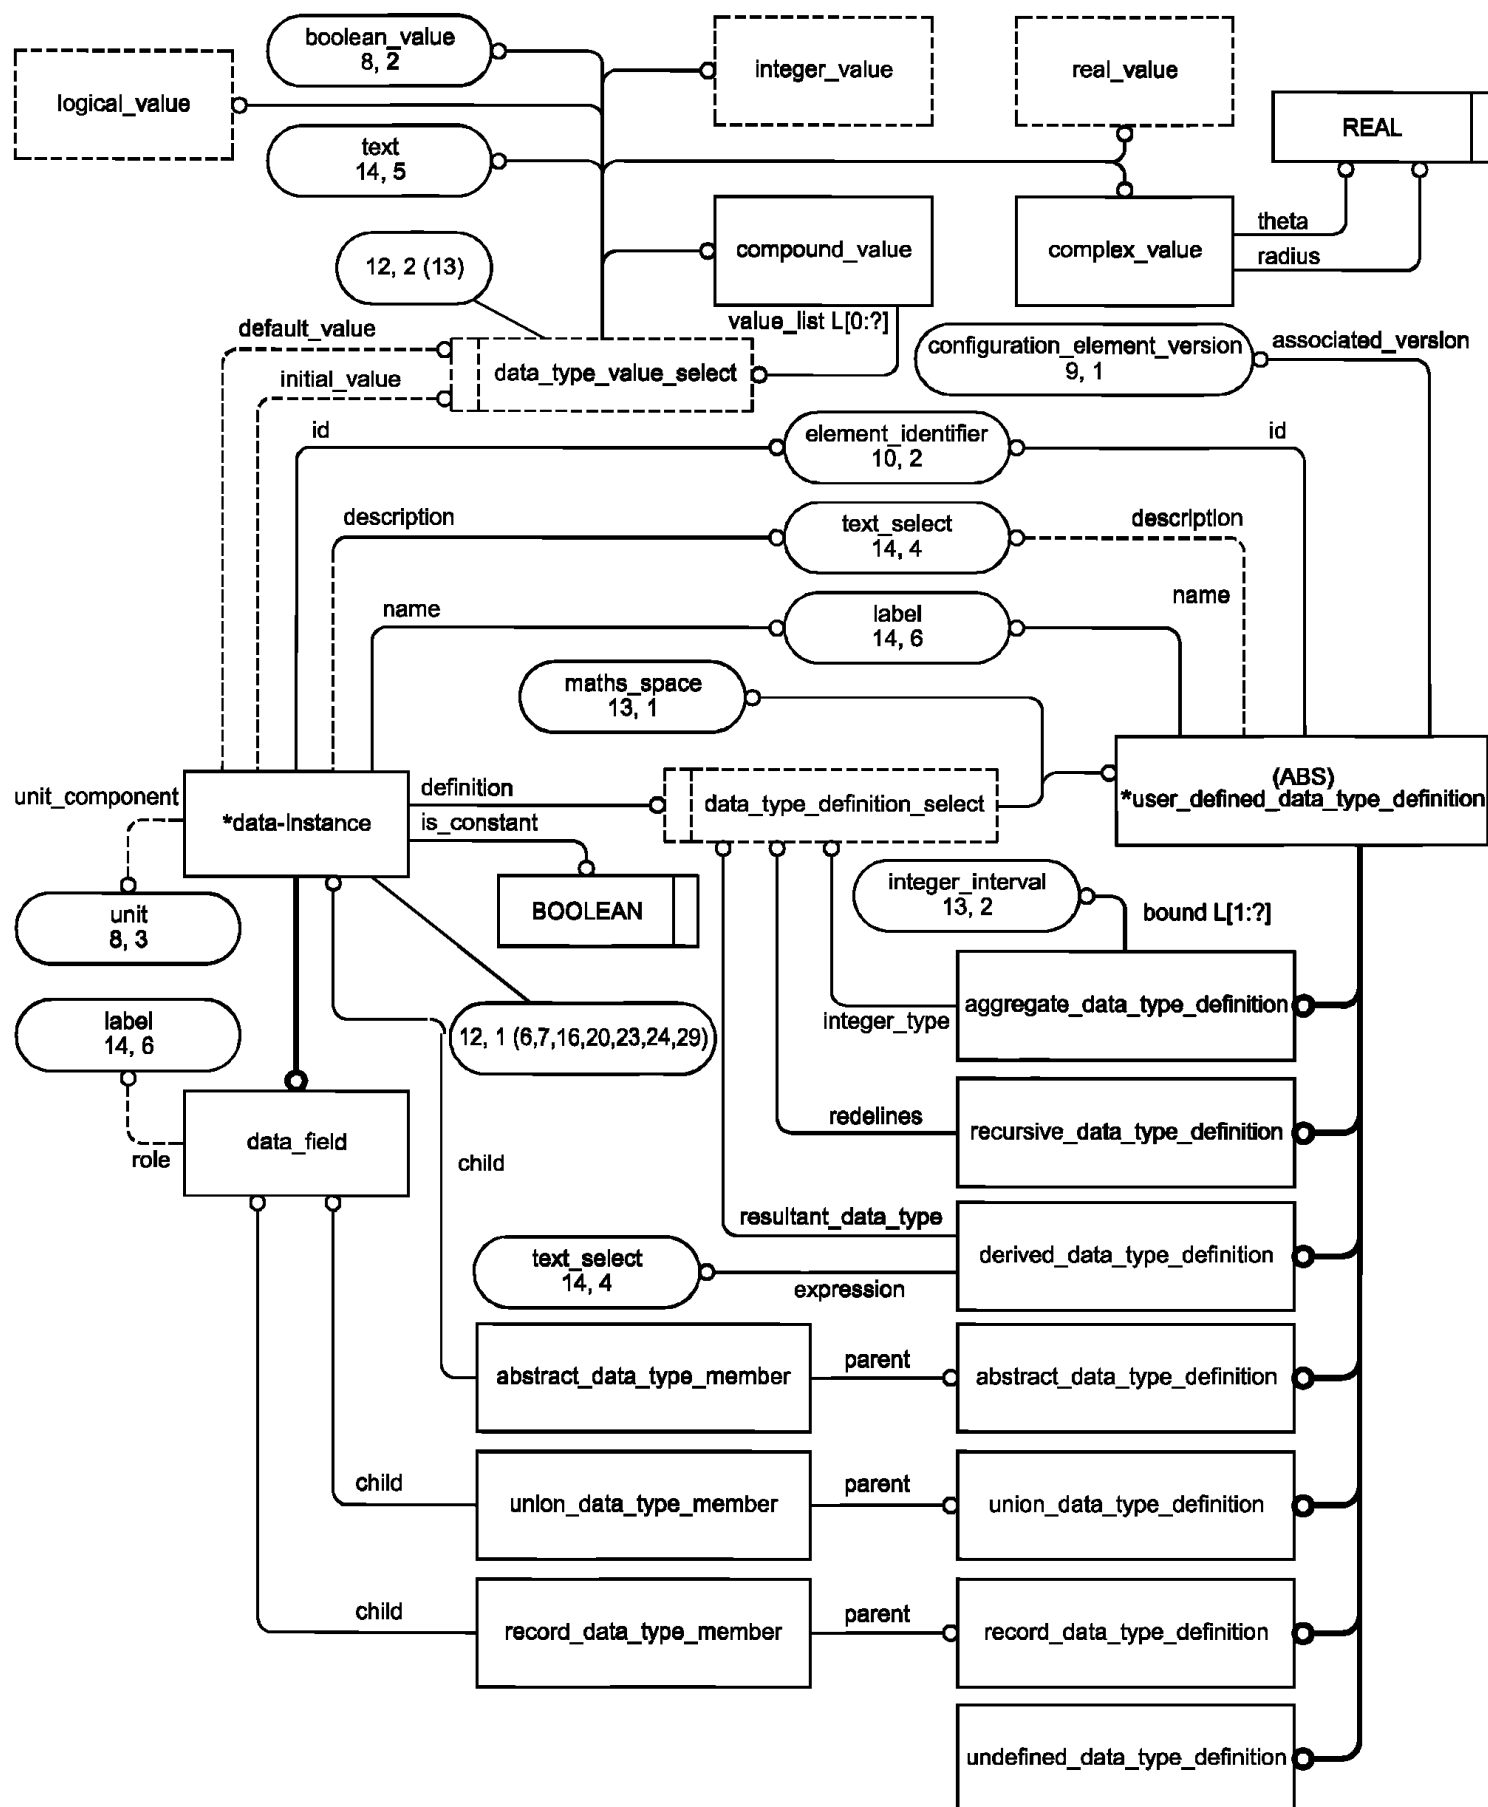 boolean_value
8, 2
integer_value
real_value
logical_value
REAL
text
14, 5
theta
compound_value
complex_value
radius
12, 2 (13)
value_list L[0:?]
default_value
configuration_element_version
9, 1
associated_version
initial_value
data_type_value_select
id
element_identifier
10, 2
id
description
text_select
14, 4
description
name
label
14, 6
name
maths_space
13, 1
(ABS)
*user_defined_data_type_definition
unit_component
definition
data_type_definition_select
*data-Instance
is_constant
integer_interval
13, 2
bound L[1:?]
unit
8, 3
BOOLEAN
aggregate_data_type_definition
integer_type
label
14, 6
12, 1 (6,7,16,20,23,24,29)
redelines
recursive_data_type_definition
data_field
role
child
resultant_data_type
derived_data_type_definition
text_select
14, 4
expression
abstract_data_type_member
parent
abstract_data_type_definition
child
union_data_type_member
parent
union_data_type_definition
child
record_data_type_member
parent
record_data_type_definition
undefined_data_type_definition